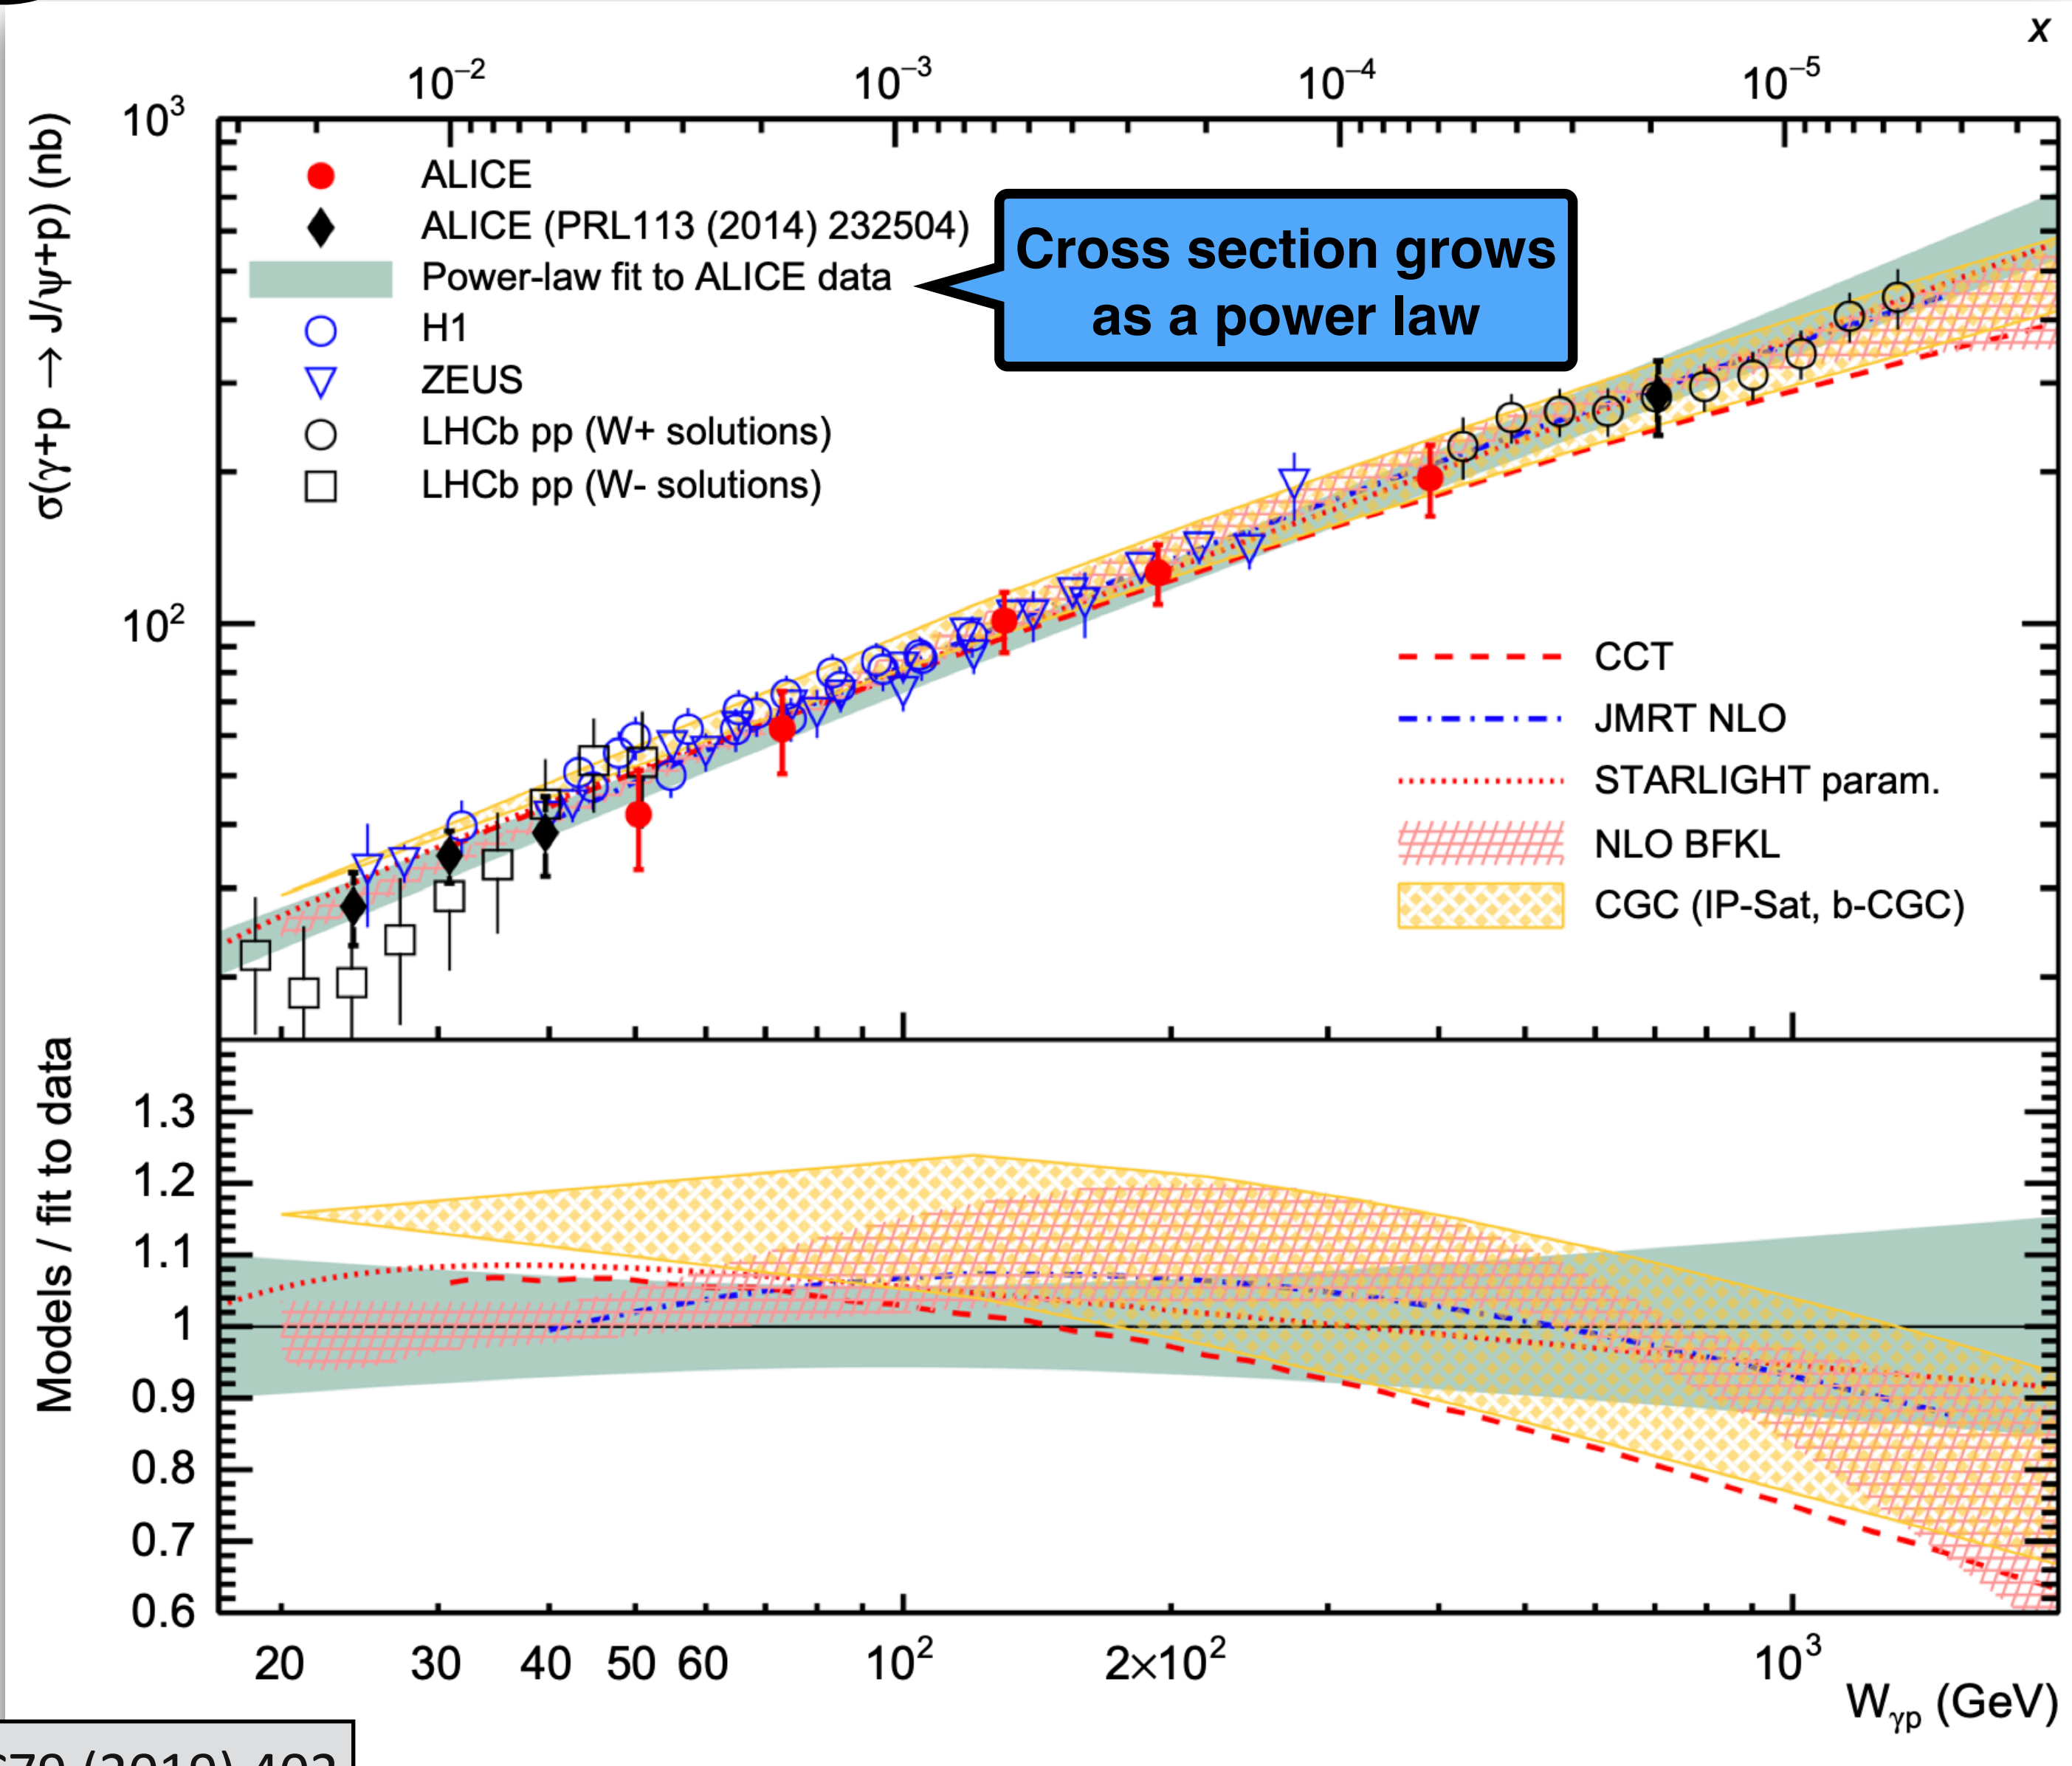 x
10⁻² 10⁻³ 10⁻⁴ 10⁻⁵
σ(γ+p → J/ψ+p) (nb)
10³
10²
ALICE
ALICE (PRL113 (2014) 232504)
Power-law fit to ALICE data
H1
ZEUS
LHCb pp (W+ solutions)
LHCb pp (W- solutions)
Cross section grows
as a power law
CCT
JMRT NLO
STARLIGHT param.
NLO BFKL
CGC (IP-Sat, b-CGC)
Models / fit to data
1.3
1.2
1.1
1
0.9
0.8
0.7
0.6
20 30 40 50 60 10² 2×10² 10³
Wγp (GeV)
(2019) 402